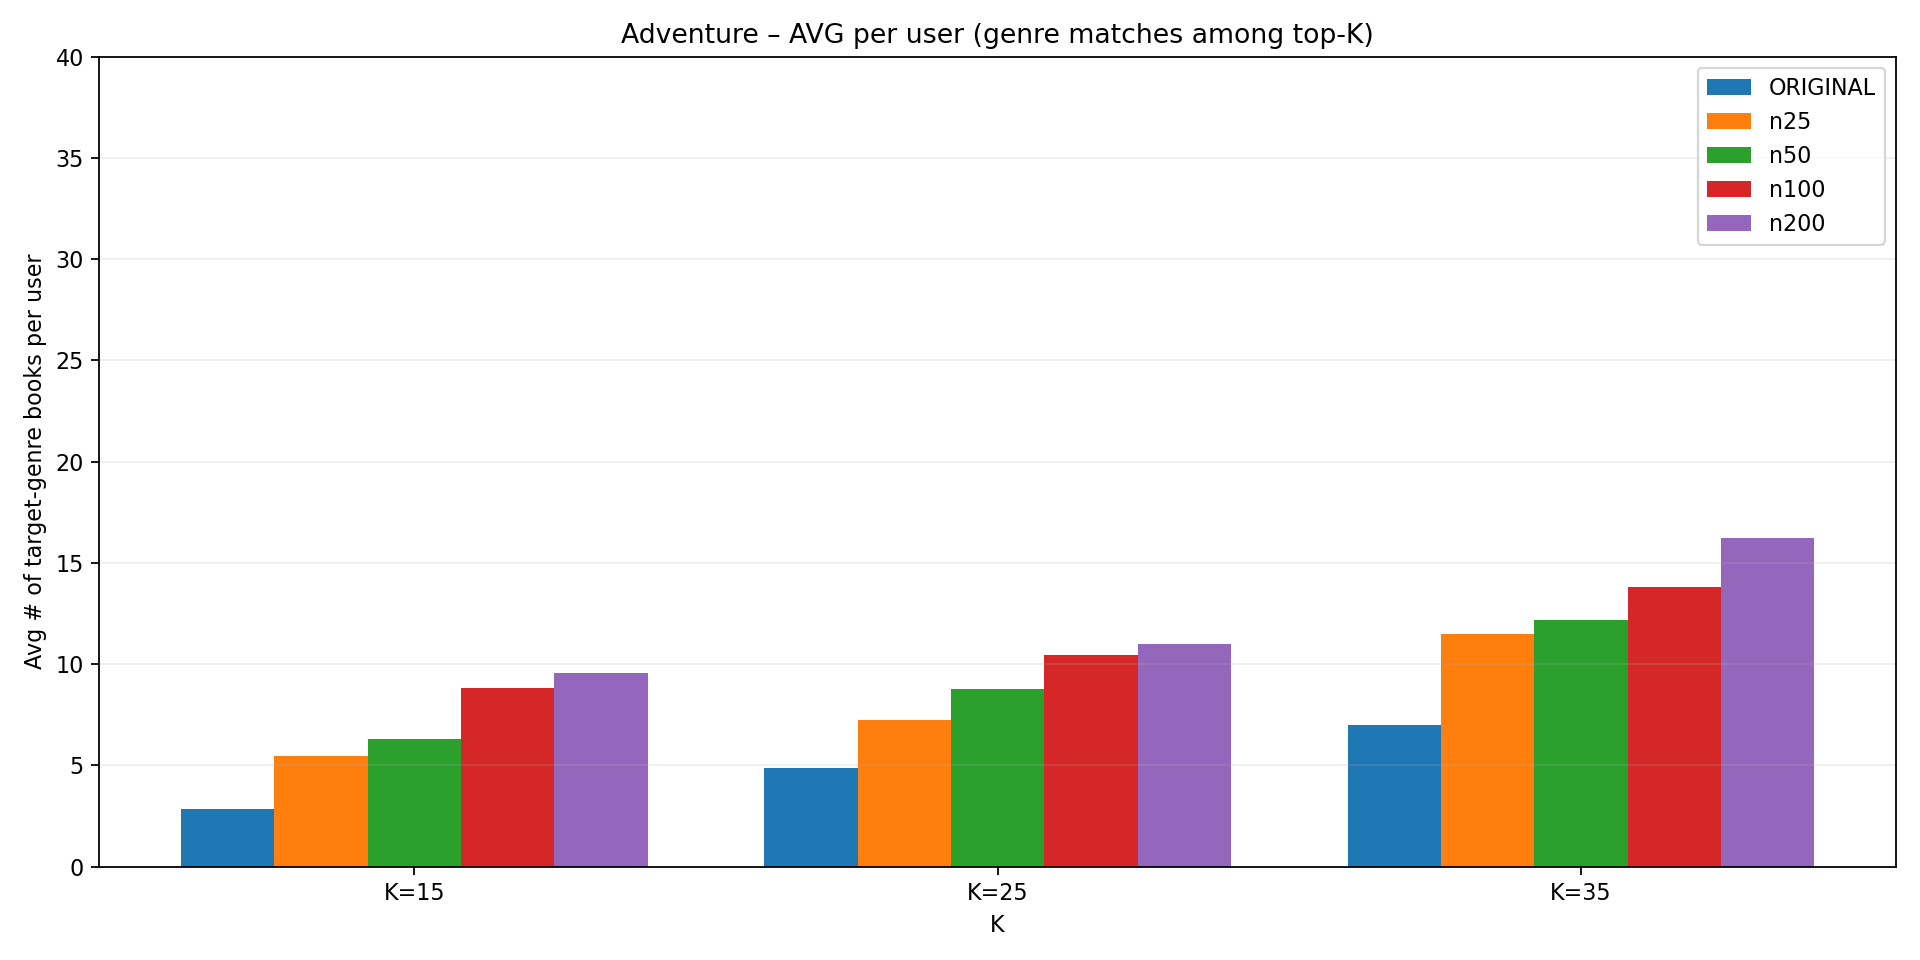 Adventure – AVG per user (genre matches among top-K)
40
35
30
25
20
15
10
5
0
Avg # of target-genre books per user
ORIGINAL
n25
n50
n100
n200
K=15
K=25
K=35
K